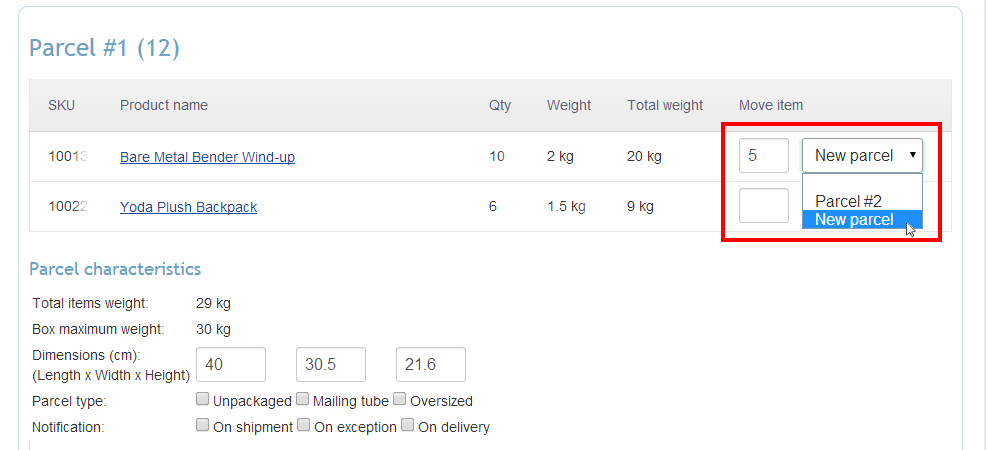 Parcel #1 (12)
SKU Product name Qty Weight Total weight Move item
10013 Bare Metal Bender Wind-up 10 2 kg 20 kg 5 New parcel
Parcel #2
10022 Yoda Plush Backpack 6 1.5 kg 9 kg
New parcel
Parcel characteristics
Total items weight: 29 kg
Box maximum weight: 30 kg
Dimensions (cm):
(Length x Width x Height) 40 30.5 21.6
Parcel type: Unpackaged Mailing tube Oversized
Notification: On shipment On exception On delivery